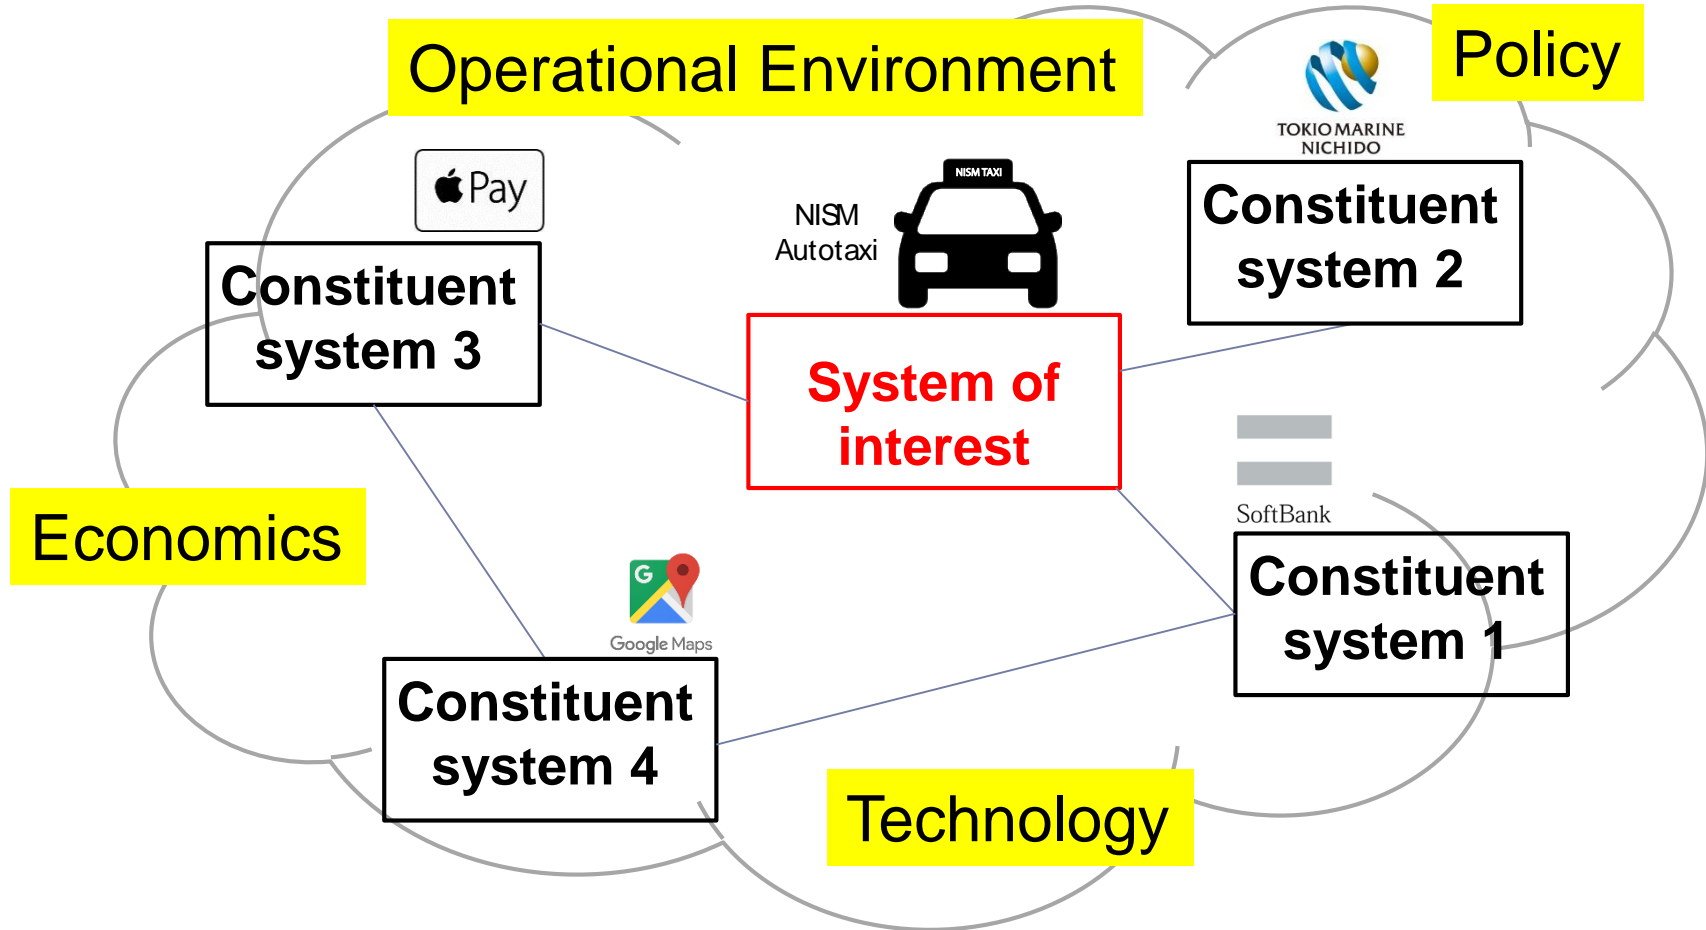 Operational Environment
Policy
TOKIO MARINE
NICHIDO
Pay
NISM TAXI
NISM
Autotaxi
Constituent
system 2
Constituent
system 3
System of
interest
SoftBank
Economics
Constituent
system 1
G
Google Maps
Constituent
system 4
Technology